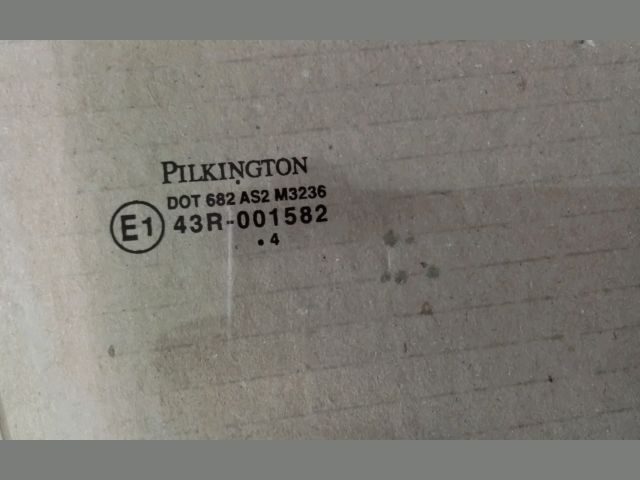 PILKINGTON
DOT 682 AS2 M3236
E1 43R-001582
.4